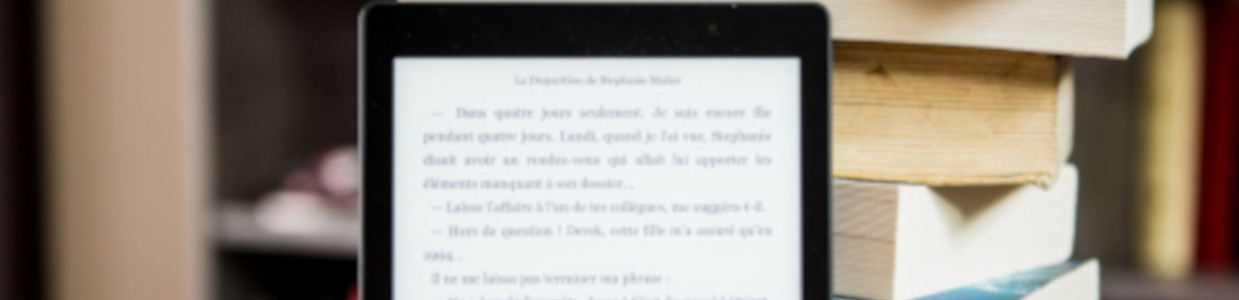 La Disparition de Stephanie Mailer
— Dans quatre jours seulement. Je suis encore flic
pendant quatre jours. Lundi, quand je l'ai vue, Stephanie
disait avoir un rendez-vous qui allait lui apporter les
éléments manquant à son dossier…
— Laisse l'affaire à l'un de tes collègues, me suggéra-t-il.
— Hors de question ! Derek, cette fille m'a assuré qu'en
1994…
Il ne me laissa pas terminer ma phrase :